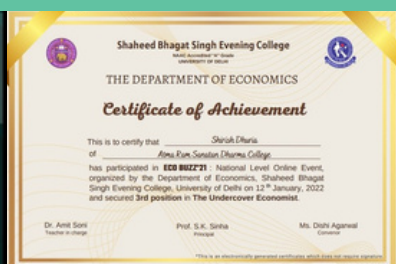 Shaheed Bhagat Singh Evening College
NAAC Accredited "A" Grade
UNIVERSITY OF DELHI
THE DEPARTMENT OF ECONOMICS
Certificate of Achievement
This is to certify that Shirish Dhuria
of Atma Ram Sanatan Dharma College
has participated in ECO BUZZ'21 : National Level Online Event,
organized by the Department of Economics, Shaheed Bhagat
Singh Evening College, University of Delhi on 12th January, 2022
and secured 3rd position in The Undercover Economist.
Dr. Amit Soni Prof. S.K. Sinha Ms. Dishi Agarwal
Teacher in charge Principal Convenor
*This is an electronically generated certificates which does not require signature